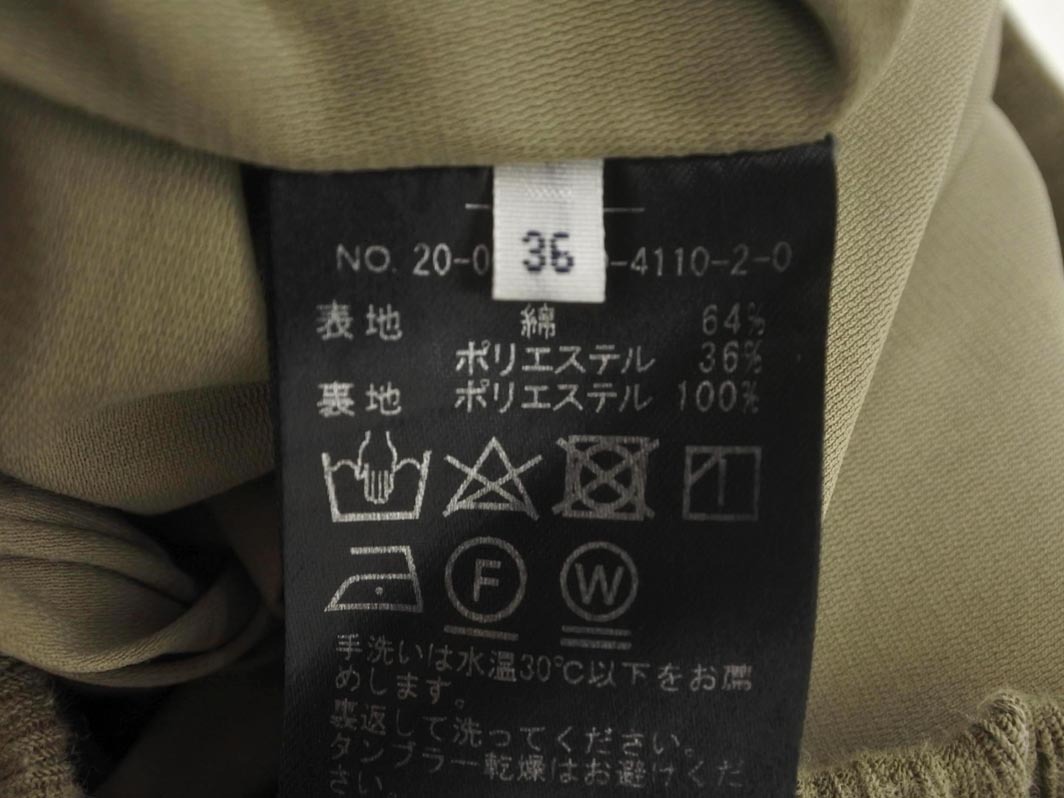 36
NO. 20-0 -4110-2-0
表地 綿 64%
ポリエステル 36%
裏地 ポリエステル 100%
F W
手洗いは水温30℃以下をお薦
めします。
裏返して洗ってください。
タンブラー乾燥はお避けくだ
さい。